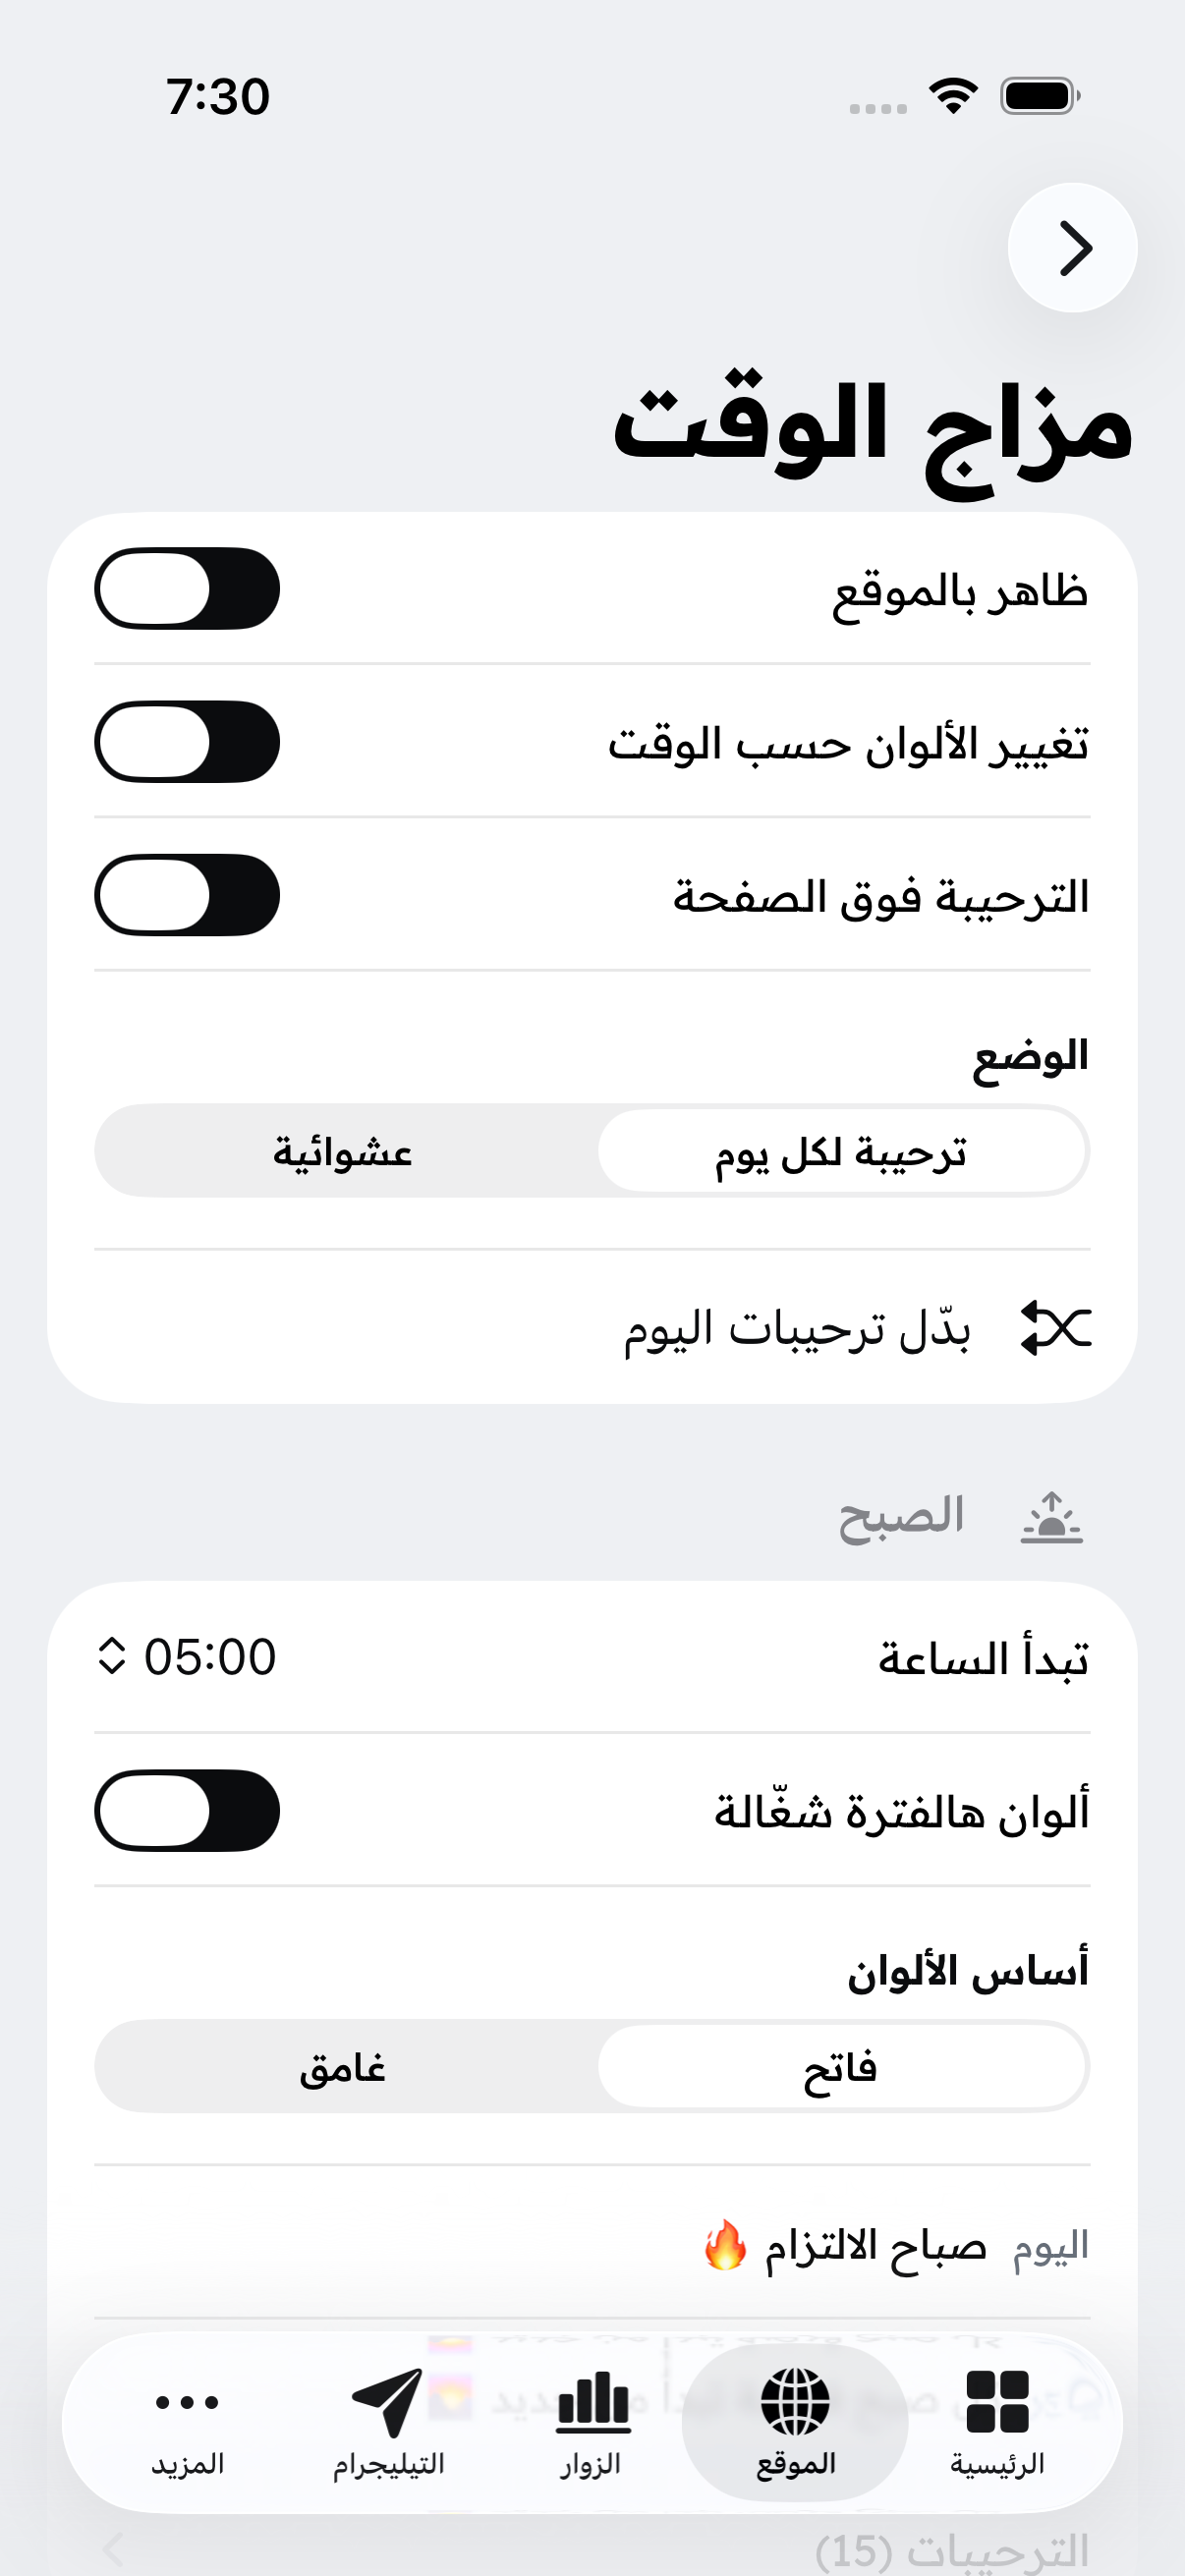 7:30
مزاج الوقت
ظاهر بالموقع
تغيير الألوان حسب الوقت
الترحيبة فوق الصفحة
الوضع
ترحيبة لكل يوم
عشوائية
بدّل ترحيبات اليوم
الصبح
تبدأ الساعة
05:00
ألوان هالفترة شغّالة
أساس الألوان
فاتح
غامق
اليوم صباح الالتزام 🔥
الرئيسية
الموقع
الزوار
التيليجرام
المزيد
الترحيبات (15)